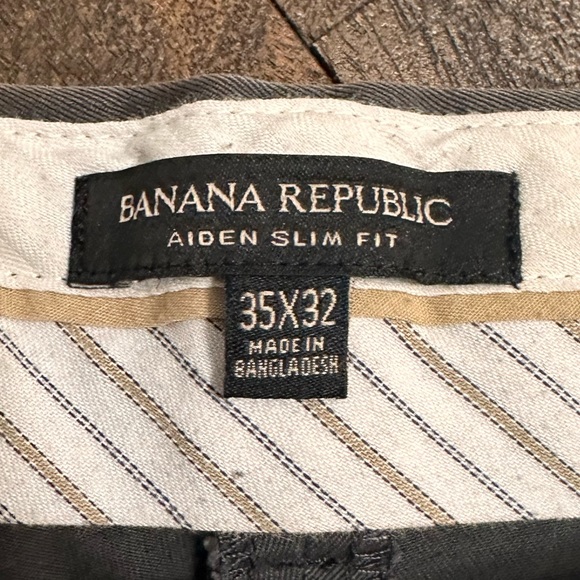 BANANA REPUBLIC
AIDEN SLIM FIT
35X32
MADE IN
BANGLADESH